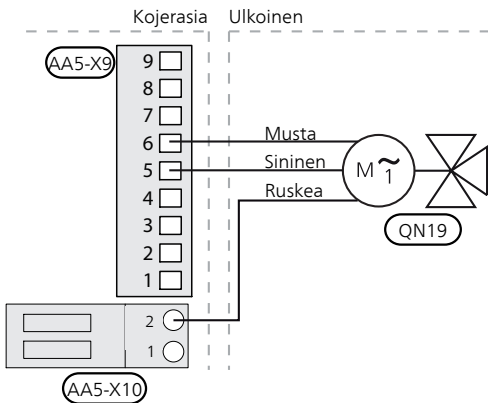 Kojerasia Ulkoinen
AA5-X9
9
8
7
6 Musta
5 Sininen
4 Ruskea
3
2
1
M ~ 1
QN19
2
1
AA5-X10